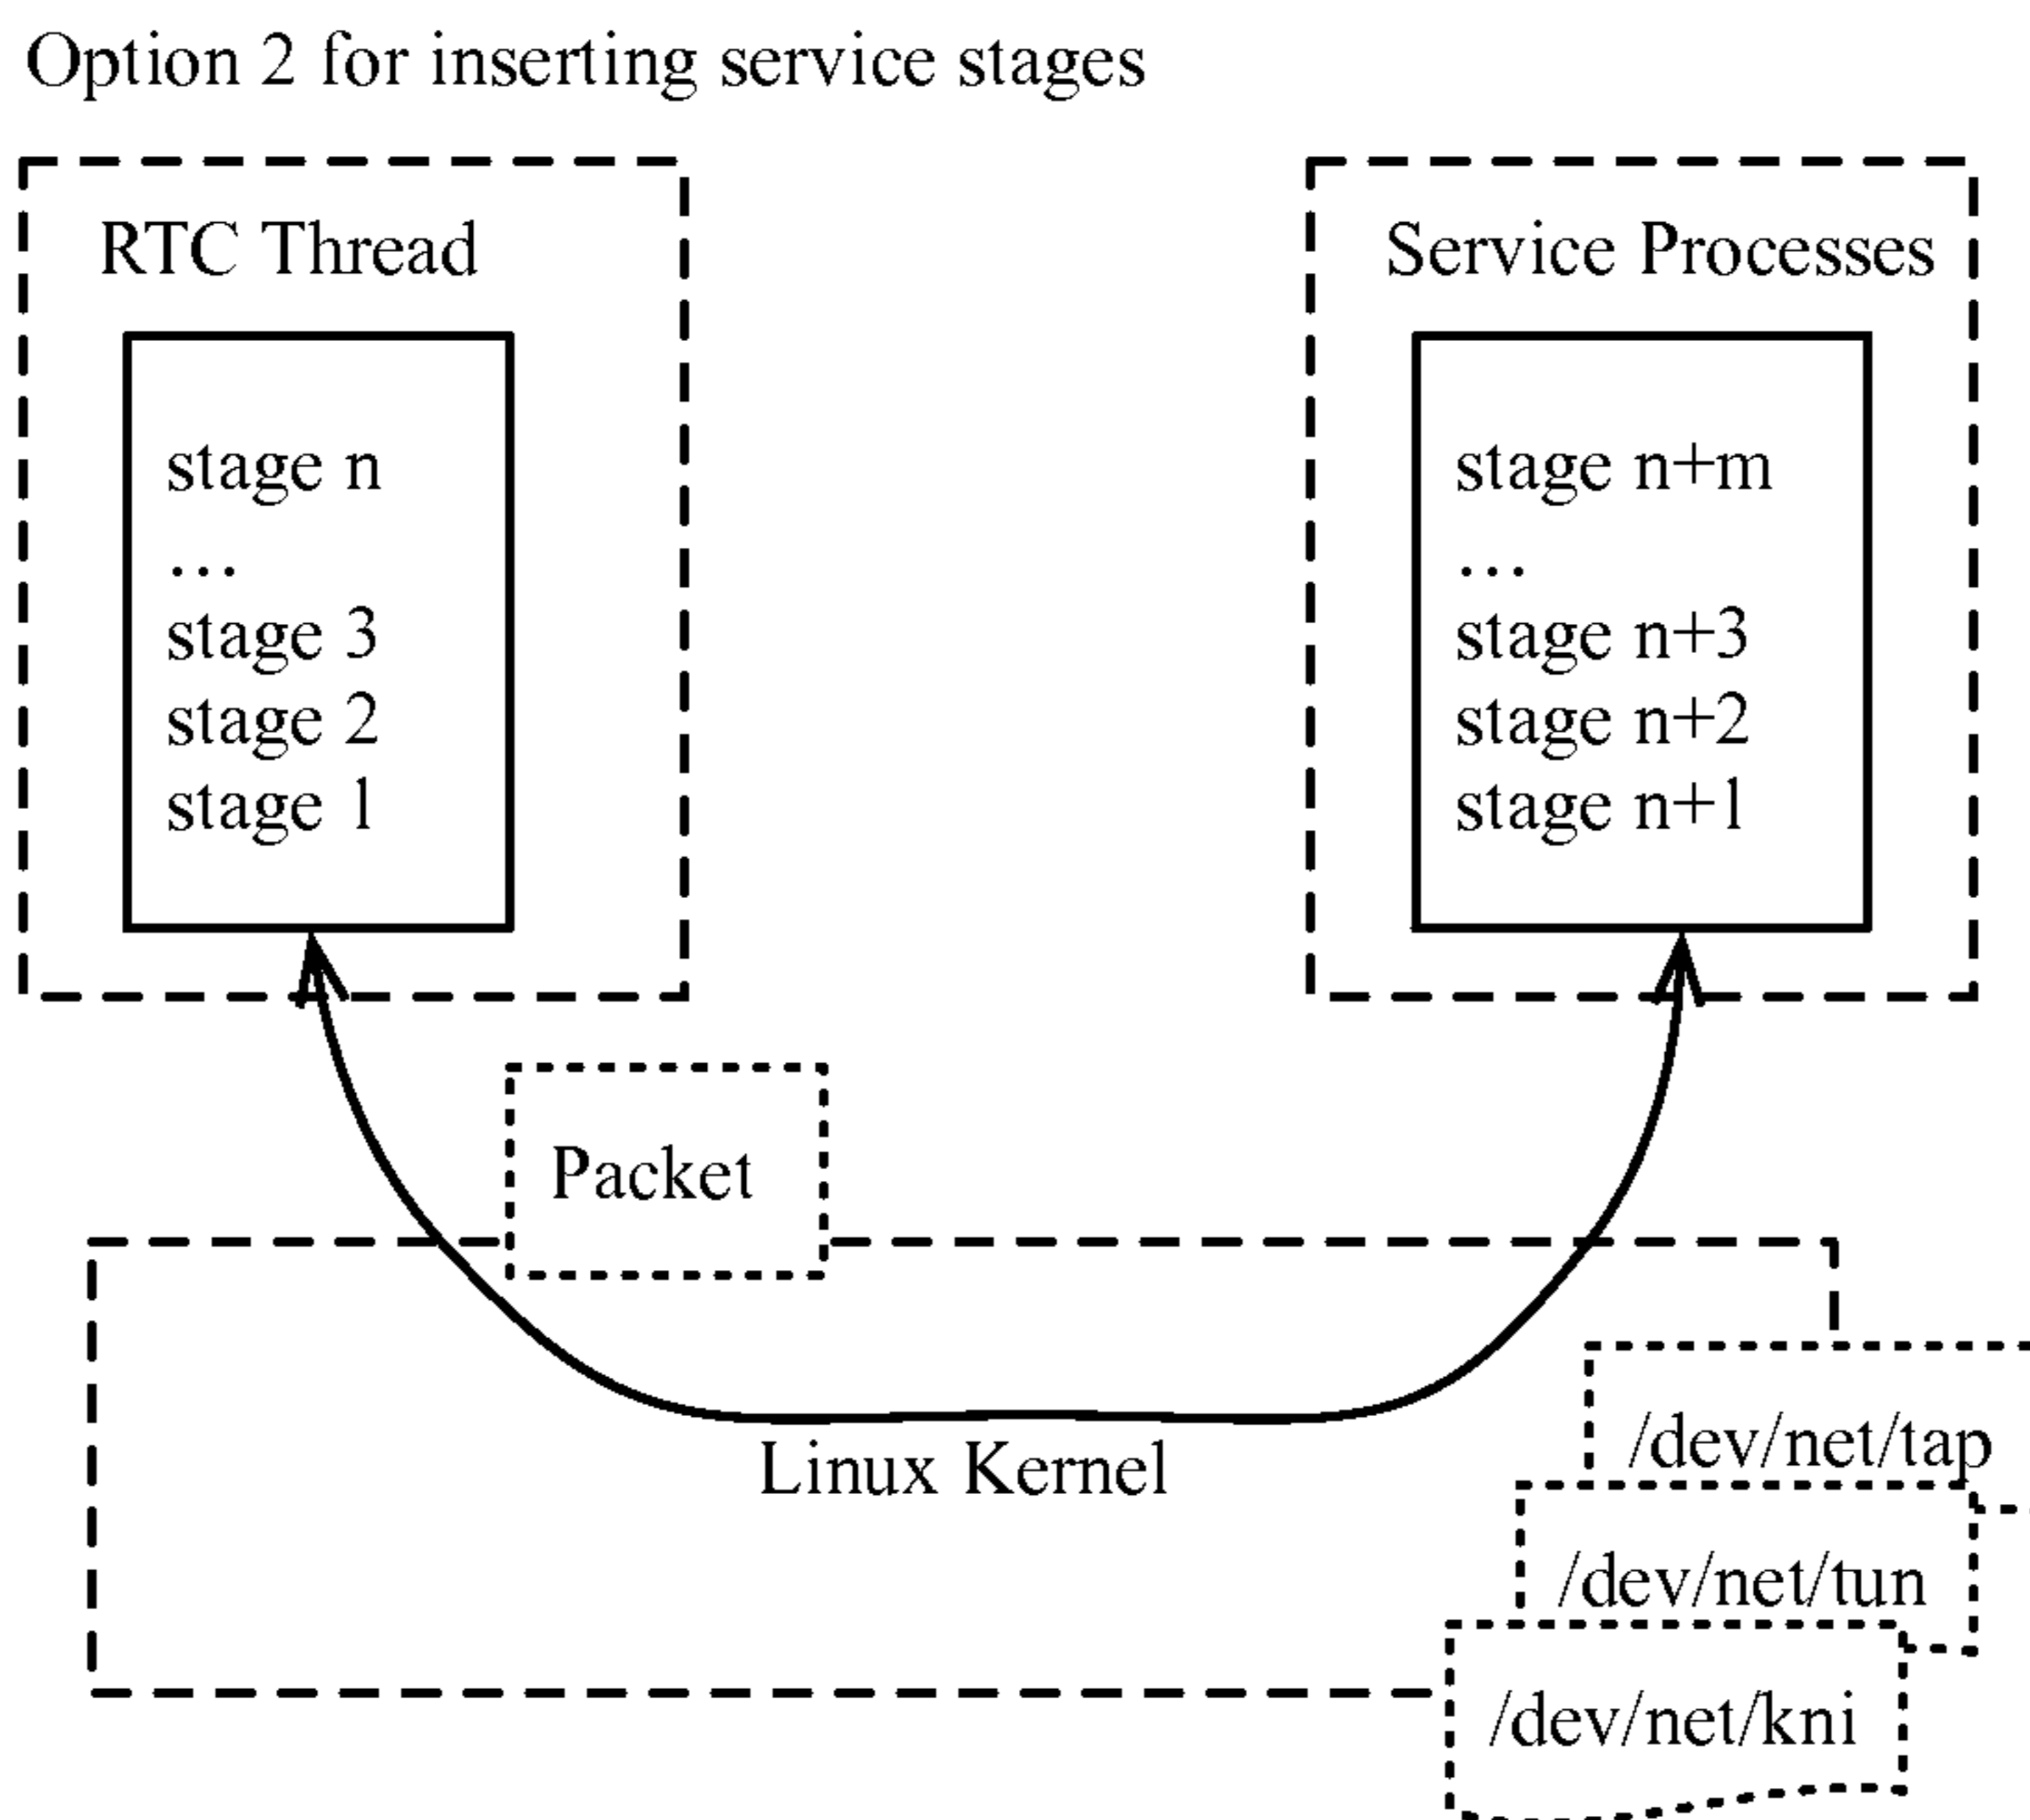 Option 2 for inserting service stages
RTC Thread
stage n
...
stage 3
stage 2
stage 1
Service Processes
stage n+m
...
stage n+3
stage n+2
stage n+1
Packet
Linux Kernel
/dev/net/tap
/dev/net/tun
/dev/net/kni